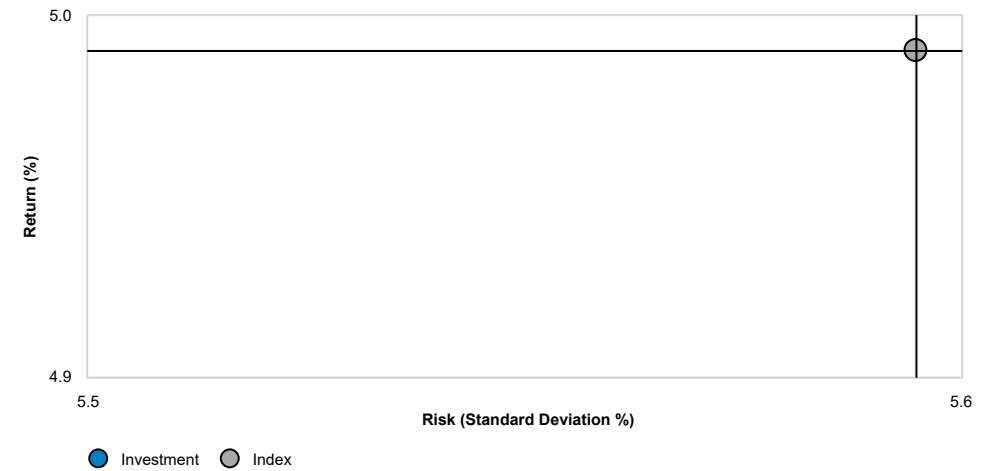 5.0
Return (%)
4.9
5.5
5.6
Risk (Standard Deviation %)
Investment
Index